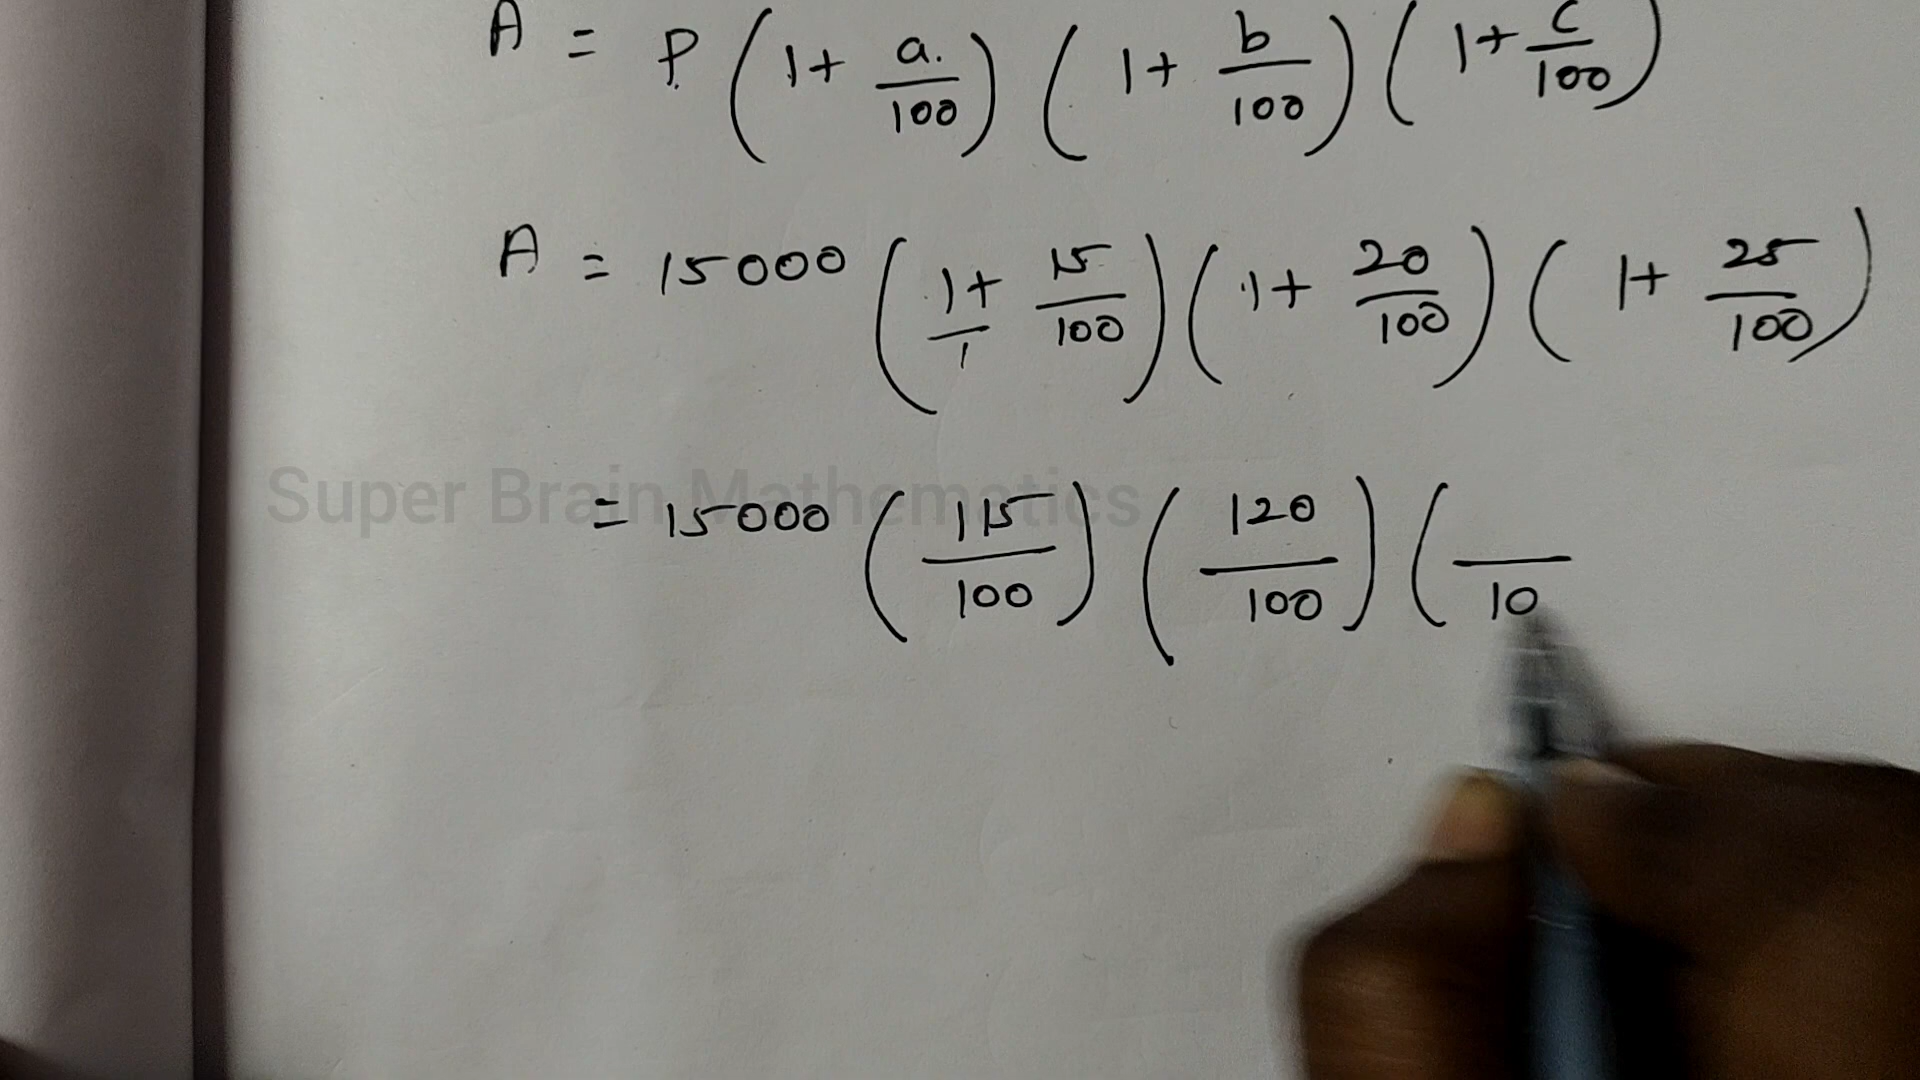 A = P (1 + a/100) (1 + b/100) (1 + c/100)
A = 15000 (1/1 + 15/100) (1 + 20/100) (1 + 25/100)
= 15000 (115/100) (120/100) ( /10
Super Brain Mathematics